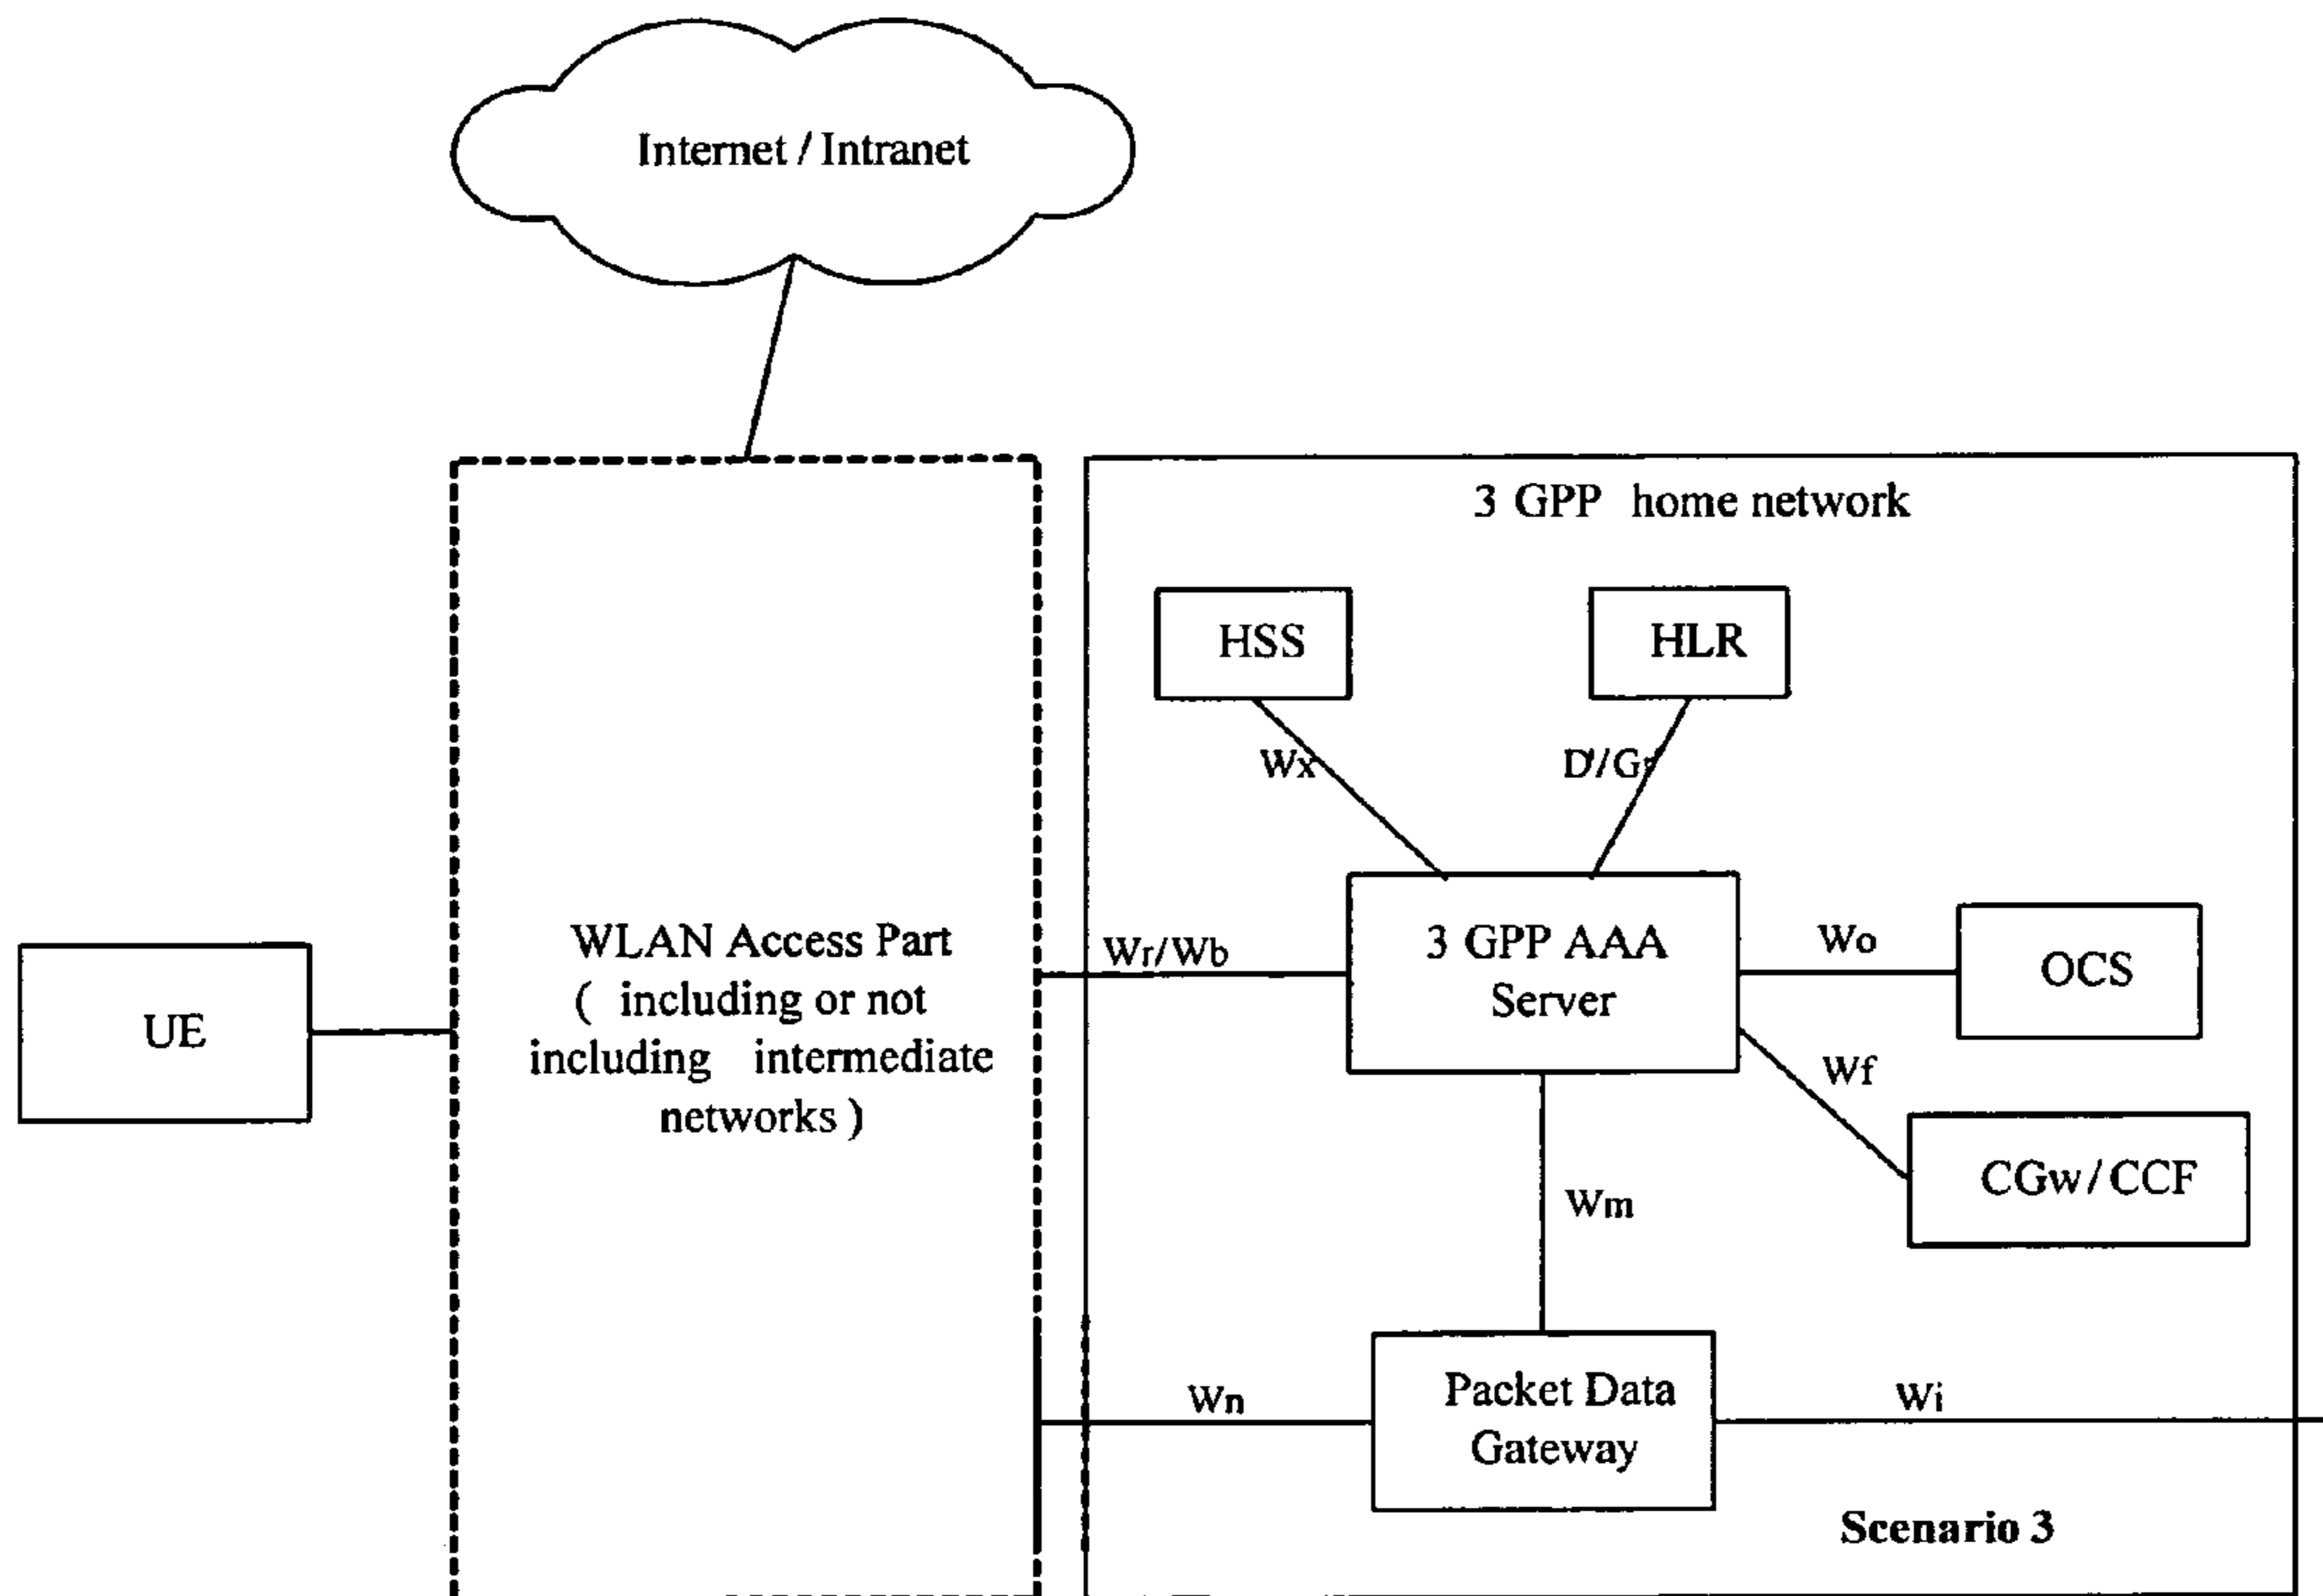 Internet / Intranet
3 GPP home network
HSS
HLR
Wx
D'/Gr
WLAN Access Part
( including or not
including intermediate
networks )
Wr/Wb
3 GPP AAA
Server
Wo
OCS
UE
Wf
CGw/CCF
Wm
Wn
Packet Data
Gateway
Wi
Scenario 3